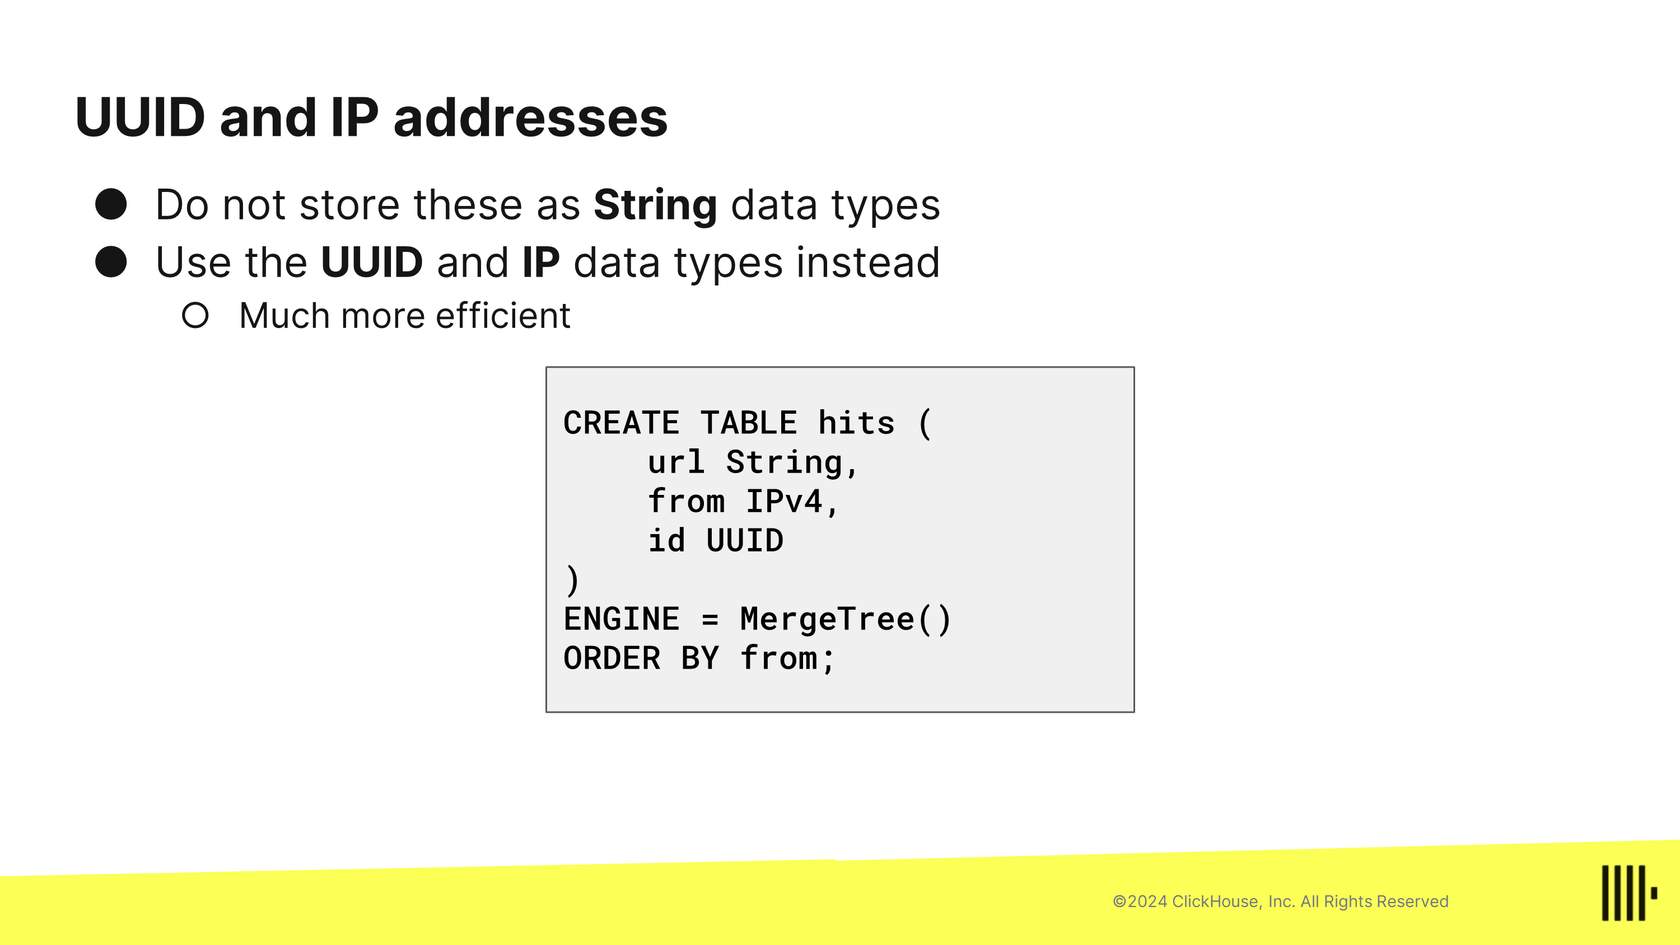 UUID and IP addresses
● Do not store these as String data types
● Use the UUID and IP data types instead
○ Much more efficient
CREATE TABLE hits (
    url String,
    from IPv4,
    id UUID
)
ENGINE = MergeTree()
ORDER BY from;
©2024 ClickHouse, Inc. All Rights Reserved